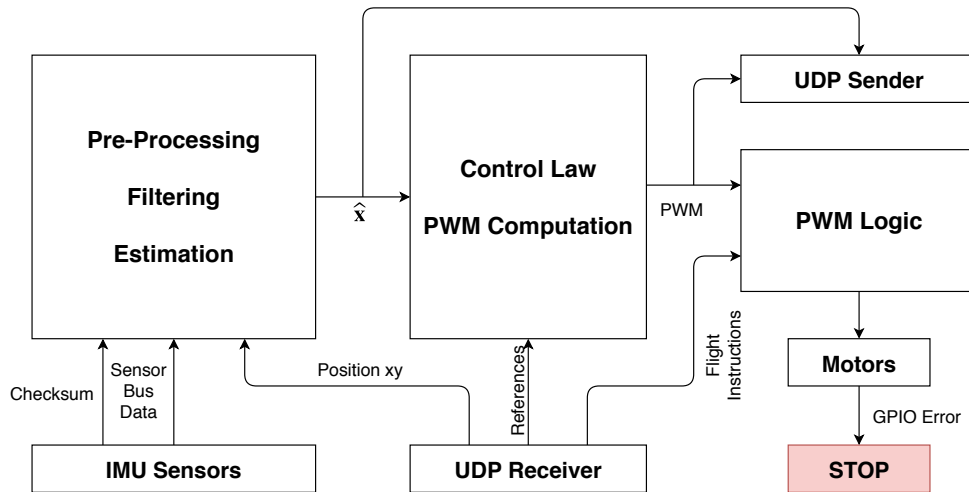 Pre-Processing
Filtering
Estimation
x̂
Control Law
PWM Computation
PWM
UDP Sender
PWM Logic
Checksum
Sensor
Bus
Data
Position xy
References
Flight
Instructions
Motors
GPIO Error
IMU Sensors
UDP Receiver
STOP